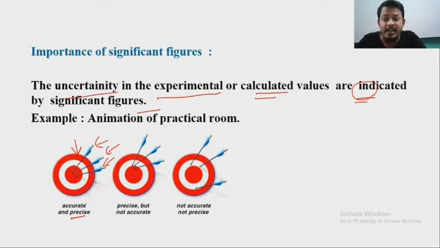 Importance of significant figures :
The uncertainity in the experimental or calculated values are indicated
by significant figures.
Example : Animation of practical room.
accurate
and precise
precise, but
not accurate
not accurate
not precise
Activate Windows
Go to PC settings to activate Windows.